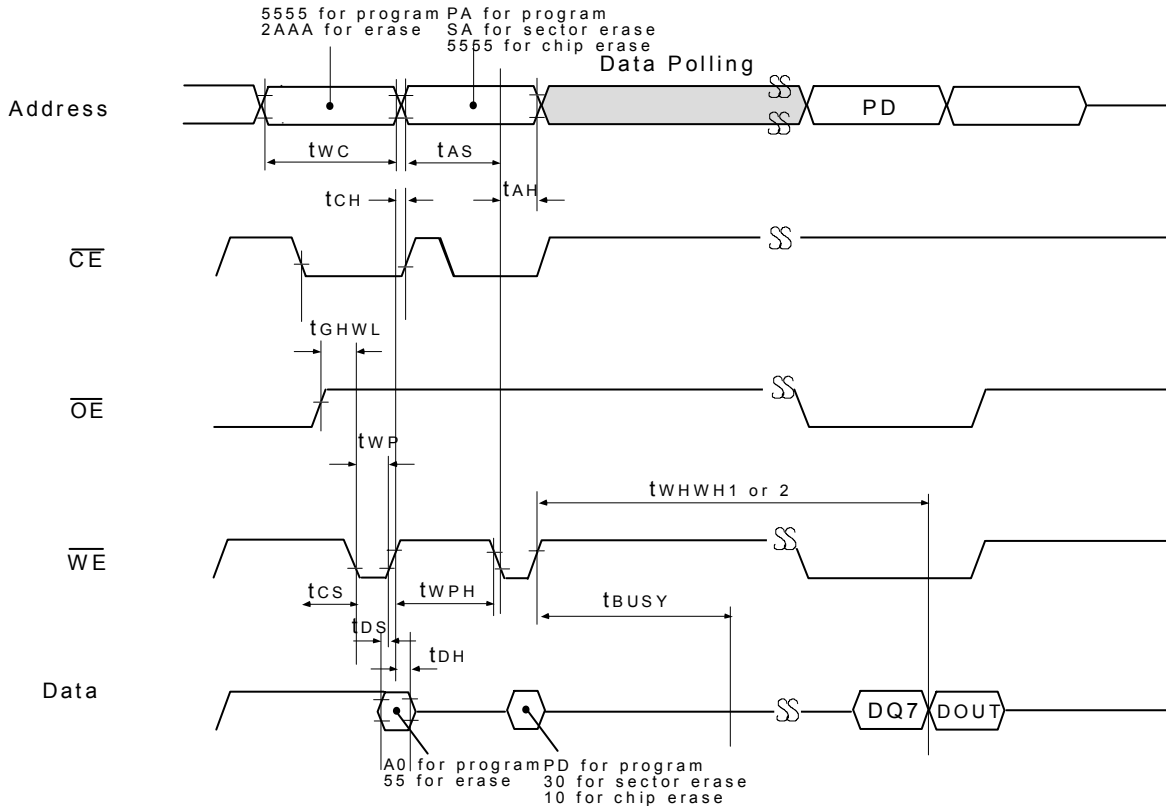 5555 for program PA for program
2AAA for erase SA for sector erase
5555 for chip erase
Data Polling
Address
PD
tWC
tAS
tAH
tCH
CE
tGHWL
OE
tWP
tWHWH1 or 2
WE
tCS
tWPH
tBUSY
tDS
tDH
Data
DQ7
DOUT
A0 for program PD for program
55 for erase 30 for sector erase
10 for chip erase